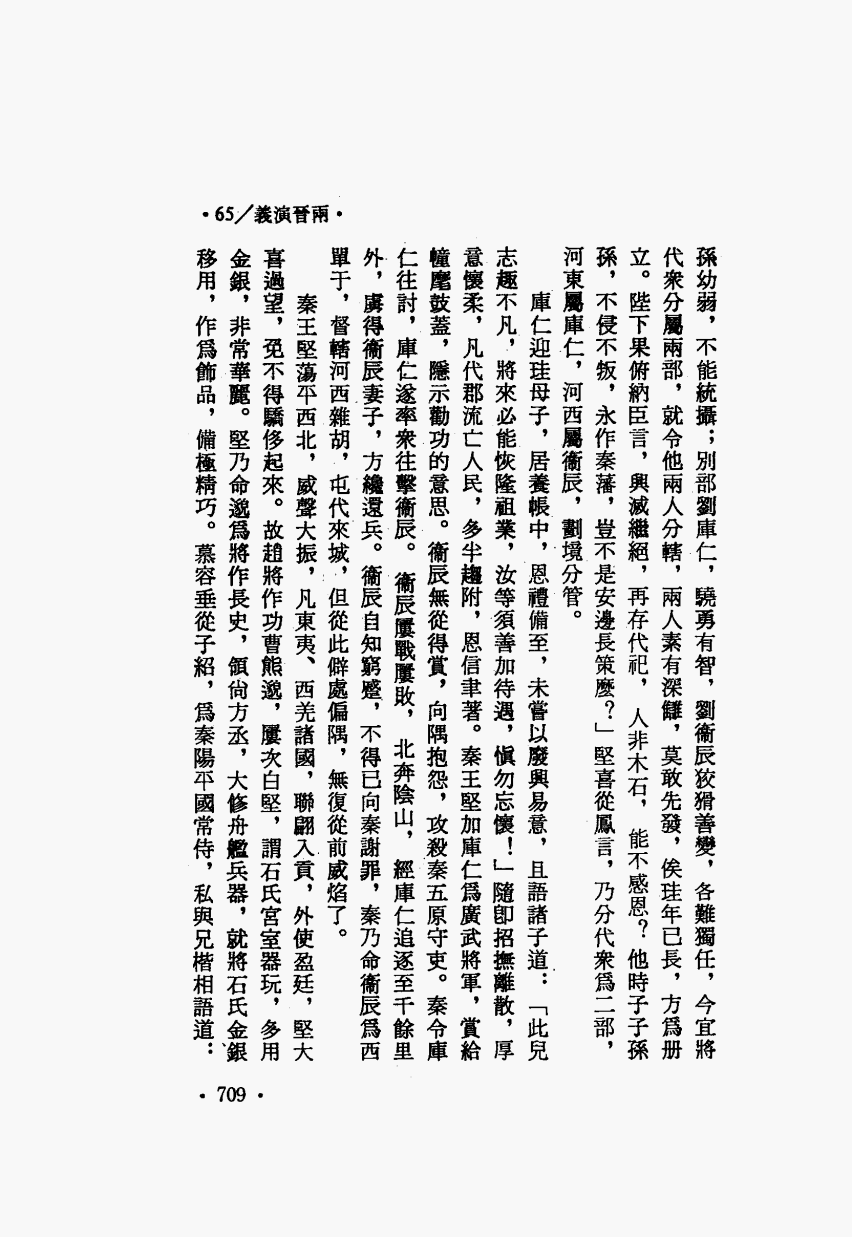 ·65／義演晉兩·
孫幼弱，不能統攝；別部劉庫仁，驍勇有智，劉衞辰狡猾善變，各難獨任，今宜將
代衆分屬兩部，就令他兩人分轄，兩人素有深讎，莫敢先發，俟珪年已長，方爲册
立。陛下果俯納臣言，興滅繼絕，再存代祀，人非木石，能不感恩？他時子子孫
孫，不侵不叛，永作秦藩，豈不是安邊長策麼？」堅喜從鳳言，乃分代衆爲二部，
河東屬庫仁，河西屬衞辰，劃境分管。
庫仁迎珪母子，居養帳中，恩禮備至，未嘗以廢興易意，且語諸子道：「此兒
志趣不凡，將來必能恢隆祖業，汝等須善加待遇，愼勿忘懷！」隨卽招撫離散，厚
意懷柔，凡代郡流亡人民，多半趨附，恩信聿著。秦王堅加庫仁爲廣武將軍，賞給
幢麾鼓蓋，隱示勸功的意思。衞辰無從得賞，向隅抱怨，攻殺秦五原守吏。秦令庫
仁往討，庫仁遂率衆往擊衞辰。衞辰屢戰屢敗，北奔陰山，經庫仁追逐至千餘里
外，虜得衞辰妻子，方纔還兵。衞辰自知窮蹙，不得已向秦謝罪，秦乃命衞辰爲西
單于，督轄河西雜胡，屯代來城，但從此僻處偏隅，無復從前威焰了。
秦王堅蕩平西北，威聲大振，凡東夷、西羌諸國，聯翩入貢，外使盈廷，堅大
喜過望，免不得驕侈起來。故趙將作功曹熊邈，屢次白堅，謂石氏宮室器玩，多用
金銀，非常華麗。堅乃命邈爲將作長史，領尙方丞，大修舟艦兵器，就將石氏金銀
移用，作爲飾品，備極精巧。慕容垂從子紹，爲秦陽平國常侍，私與兄楷相語道：
·709·